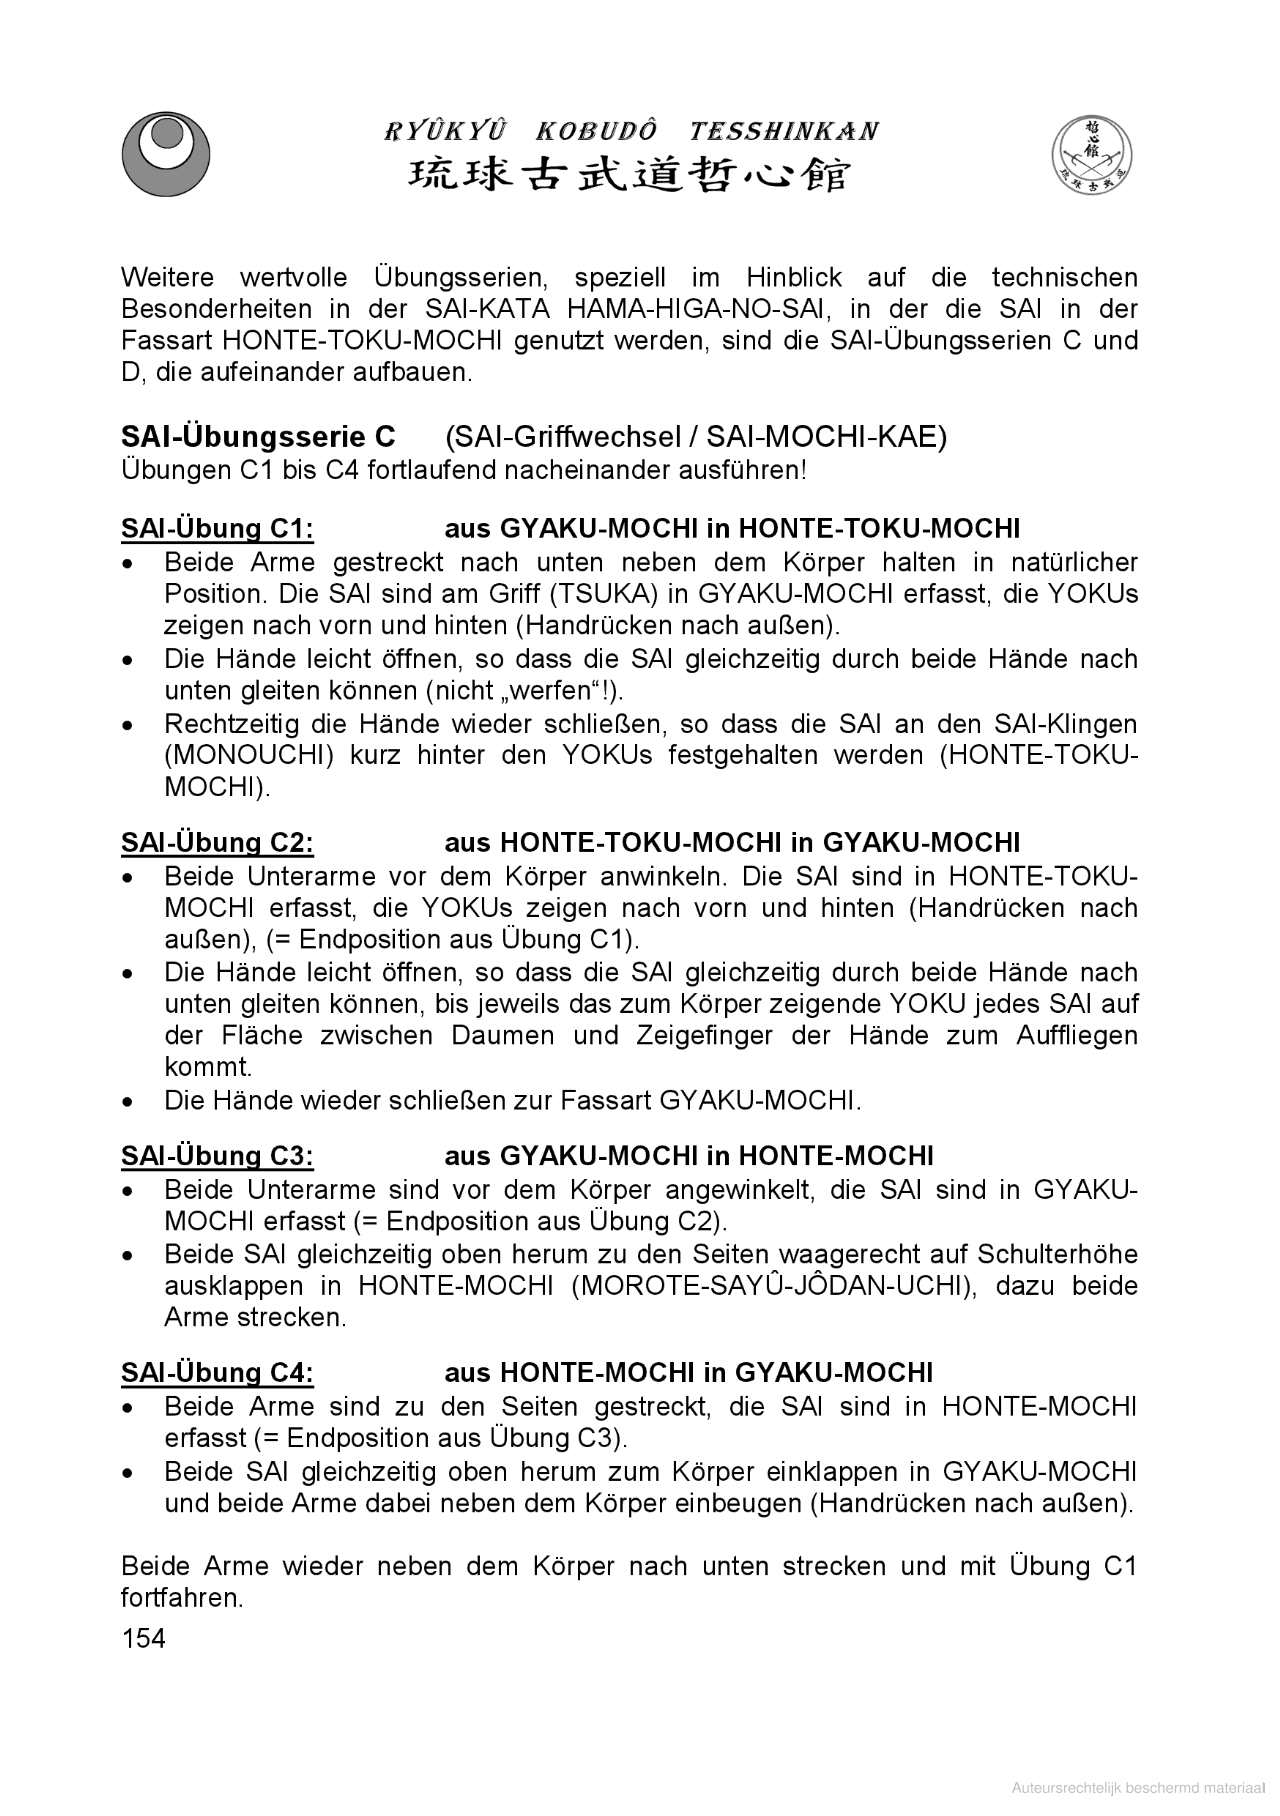 RYÛKYÛ KOBUDÔ TESSHINKAN
琉球古武道哲心館
哲心館
琉球古武道
Weitere wertvolle Übungsserien, speziell im Hinblick auf die technischen
Besonderheiten in der SAI-KATA HAMA-HIGA-NO-SAI, in der die SAI in der
Fassart HONTE-TOKU-MOCHI genutzt werden, sind die SAI-Übungsserien C und
D, die aufeinander aufbauen.
SAI-Übungsserie C (SAI-Griffwechsel / SAI-MOCHI-KAE)
Übungen C1 bis C4 fortlaufend nacheinander ausführen!
SAI-Übung C1: aus GYAKU-MOCHI in HONTE-TOKU-MOCHI
• Beide Arme gestreckt nach unten neben dem Körper halten in natürlicher
Position. Die SAI sind am Griff (TSUKA) in GYAKU-MOCHI erfasst, die YOKUs
zeigen nach vorn und hinten (Handrücken nach außen).
• Die Hände leicht öffnen, so dass die SAI gleichzeitig durch beide Hände nach
unten gleiten können (nicht „werfen“!).
• Rechtzeitig die Hände wieder schließen, so dass die SAI an den SAI-Klingen
(MONOUCHI) kurz hinter den YOKUs festgehalten werden (HONTE-TOKU-
MOCHI).
SAI-Übung C2: aus HONTE-TOKU-MOCHI in GYAKU-MOCHI
• Beide Unterarme vor dem Körper anwinkeln. Die SAI sind in HONTE-TOKU-
MOCHI erfasst, die YOKUs zeigen nach vorn und hinten (Handrücken nach
außen), (= Endposition aus Übung C1).
• Die Hände leicht öffnen, so dass die SAI gleichzeitig durch beide Hände nach
unten gleiten können, bis jeweils das zum Körper zeigende YOKU jedes SAI auf
der Fläche zwischen Daumen und Zeigefinger der Hände zum Auffliegen
kommt.
• Die Hände wieder schließen zur Fassart GYAKU-MOCHI.
SAI-Übung C3: aus GYAKU-MOCHI in HONTE-MOCHI
• Beide Unterarme sind vor dem Körper angewinkelt, die SAI sind in GYAKU-
MOCHI erfasst (= Endposition aus Übung C2).
• Beide SAI gleichzeitig oben herum zu den Seiten waagerecht auf Schulterhöhe
ausklappen in HONTE-MOCHI (MOROTE-SAYÛ-JÔDAN-UCHI), dazu beide
Arme strecken.
SAI-Übung C4: aus HONTE-MOCHI in GYAKU-MOCHI
• Beide Arme sind zu den Seiten gestreckt, die SAI sind in HONTE-MOCHI
erfasst (= Endposition aus Übung C3).
• Beide SAI gleichzeitig oben herum zum Körper einklappen in GYAKU-MOCHI
und beide Arme dabei neben dem Körper einbeugen (Handrücken nach außen).
Beide Arme wieder neben dem Körper nach unten strecken und mit Übung C1
fortfahren.
154
Auteursrechtelijk beschermd materiaal